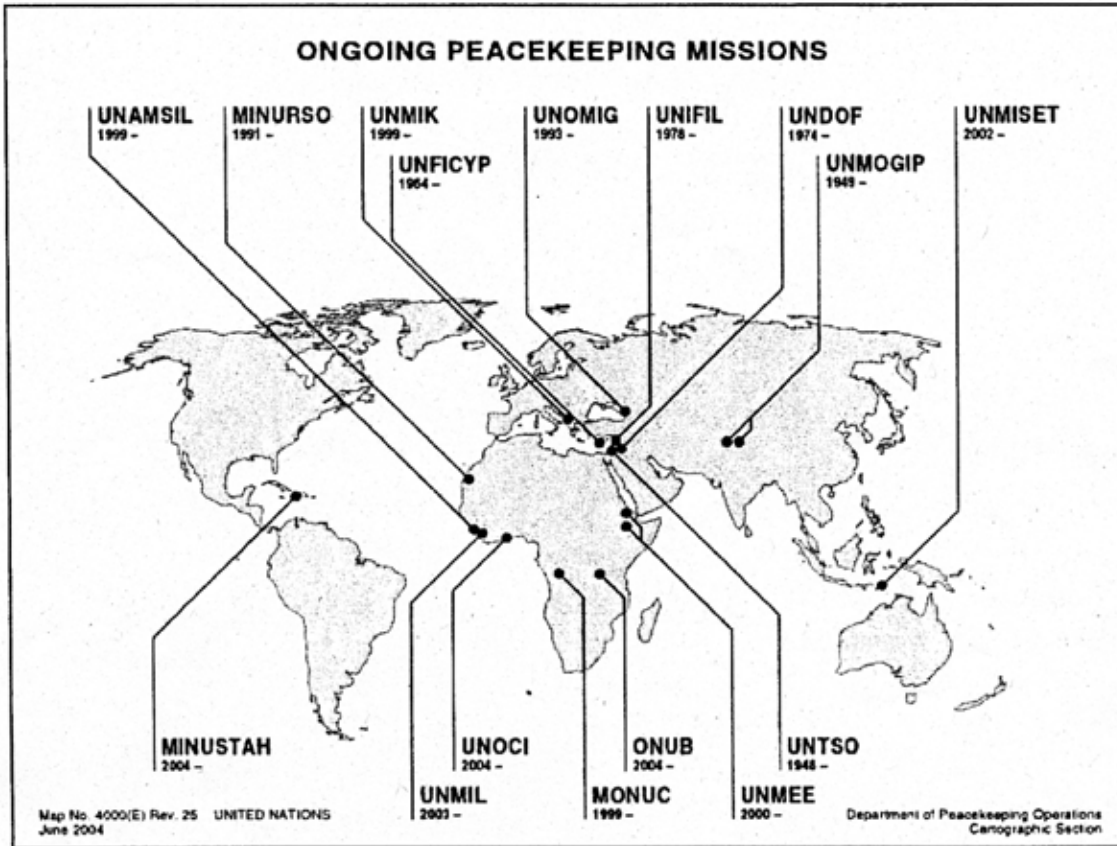 ONGOING PEACEKEEPING MISSIONS
UNAMSIL
1999 –
MINURSO
1991 –
UNMIK
1999 –
UNFICYP
1964 –
UNOMIG
1993 –
UNIFIL
1978 –
UNDOF
1974 –
UNMOGIP
1949 –
UNMISET
2002 –
MINUSTAH
2004 –
UNMIL
2003 –
UNOCI
2004 –
MONUC
1999 –
ONUB
2004 –
UNMEE
2000 –
UNTSO
1948 –
Map No. 4000(E) Rev. 25 UNITED NATIONS
June 2004
Department of Peacekeeping Operations
Cartographic Section